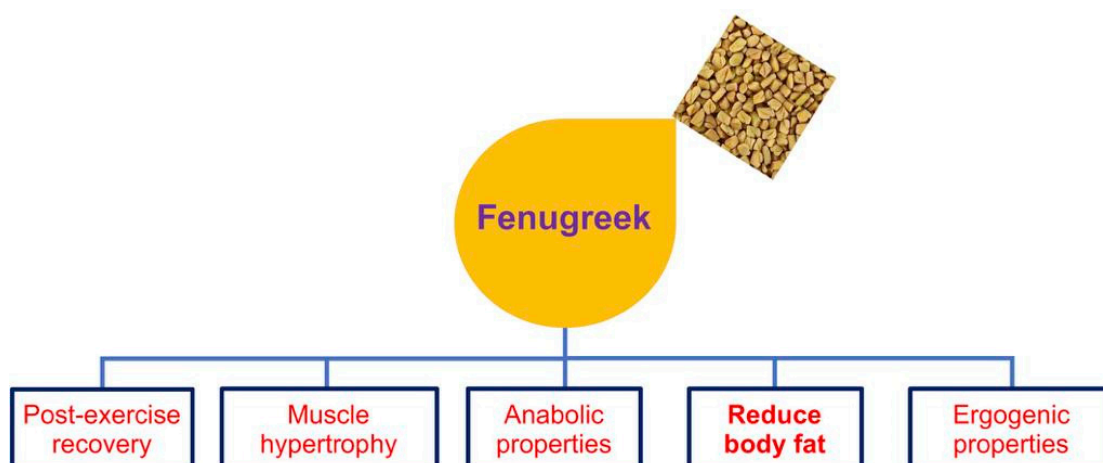 Fenugreek
Post-exercise
recovery
Muscle
hypertrophy
Anabolic
properties
Reduce
body fat
Ergogenic
properties